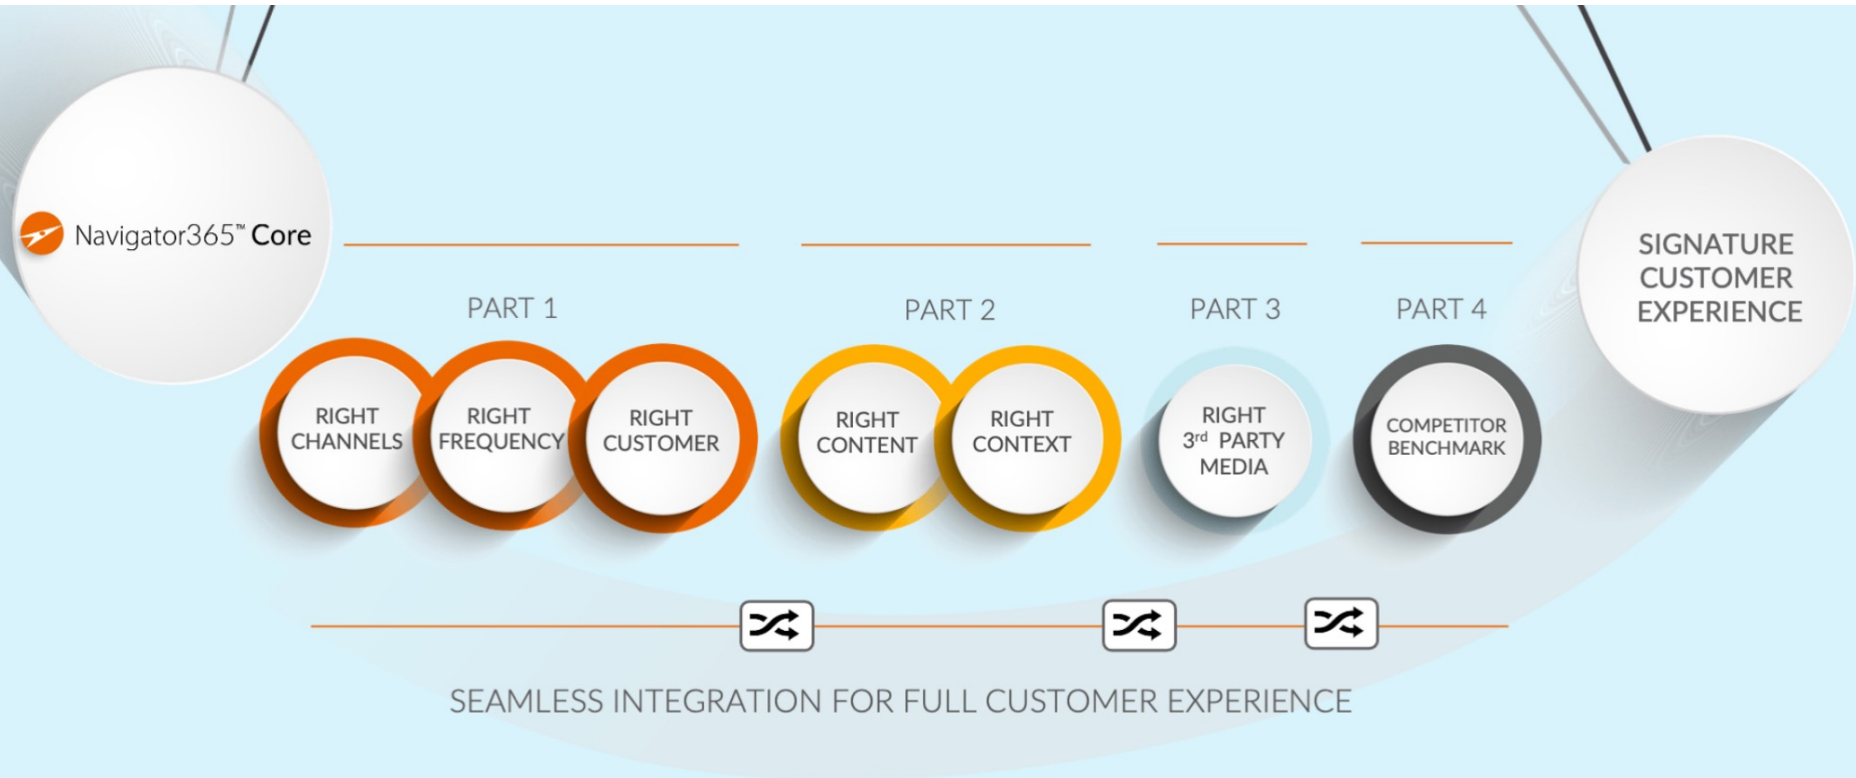 Navigator365™ Core
SIGNATURE
CUSTOMER
EXPERIENCE
PART 1
PART 2
PART 3
PART 4
RIGHT
CHANNELS
RIGHT
FREQUENCY
RIGHT
CUSTOMER
RIGHT
CONTENT
RIGHT
CONTEXT
RIGHT
3rd PARTY
MEDIA
COMPETITOR
BENCHMARK
SEAMLESS INTEGRATION FOR FULL CUSTOMER EXPERIENCE